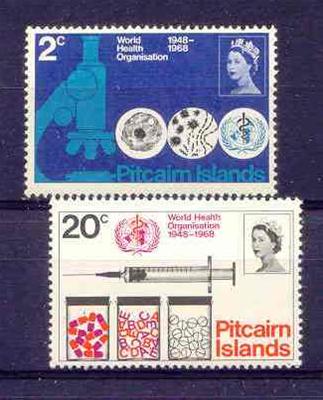 2c
World 1948-
Health 1968
Organisation
Pitcairn Islands
20c
World Health
Organisation
1948-1968
Pitcairn
Islands